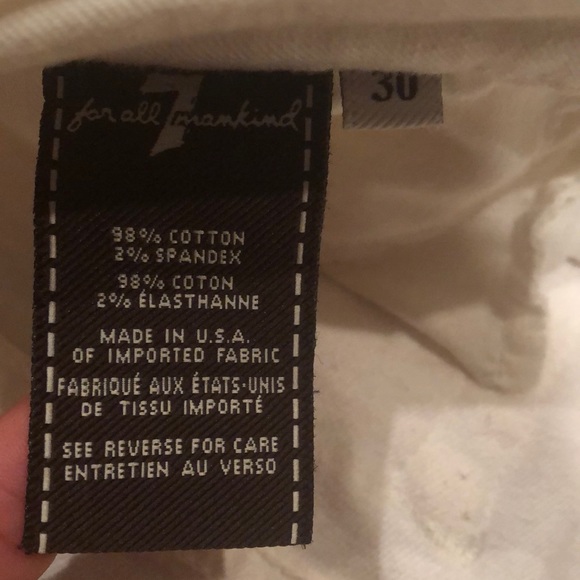 for all 7 mankind
30
98% COTTON
2% SPANDEX
98% COTON
2% ÉLASTHANNE
MADE IN U.S.A.
OF IMPORTED FABRIC
FABRIQUÉ AUX ÉTATS-UNIS
DE TISSU IMPORTÉ
SEE REVERSE FOR CARE
ENTRETIEN AU VERSO